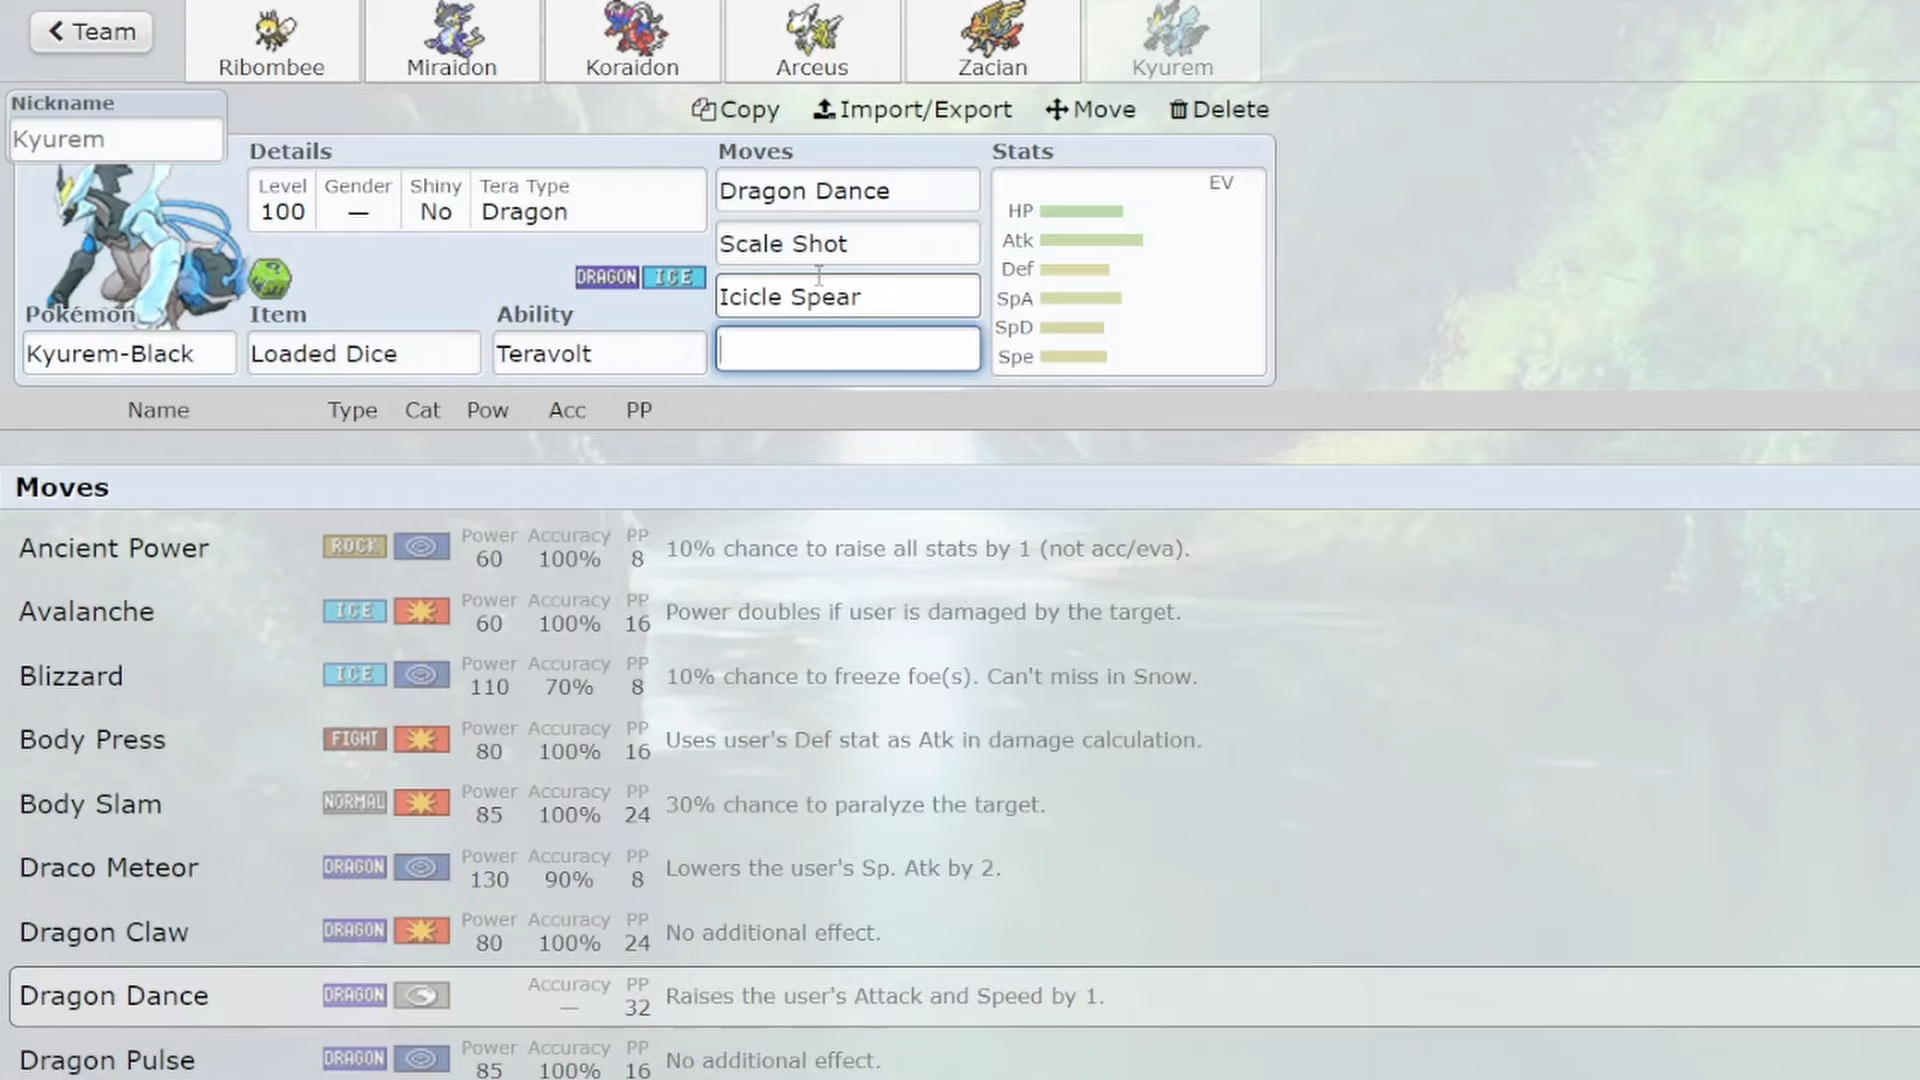 Team
Ribombee
Miraidon
Koraidon
Arceus
Zacian
Kyurem
Nickname
Kyurem
Copy
Import/Export
Move
Delete
Details
Level
100
Gender
—
Shiny
No
Tera Type
Dragon
DRAGON ICE
Pokémon
Kyurem-Black
Item
Loaded Dice
Ability
Teravolt
Moves
Dragon Dance
Scale Shot
Icicle Spear
Stats
EV
HP
Atk
Def
SpA
SpD
Spe
Name Type Cat Pow Acc PP
Moves
Ancient Power ROCK Power 60 Accuracy 100% PP 8 10% chance to raise all stats by 1 (not acc/eva).
Avalanche ICE Power 60 Accuracy 100% PP 16 Power doubles if user is damaged by the target.
Blizzard ICE Power 110 Accuracy 70% PP 8 10% chance to freeze foe(s). Can't miss in Snow.
Body Press FIGHT Power 80 Accuracy 100% PP 16 Uses user's Def stat as Atk in damage calculation.
Body Slam NORMAL Power 85 Accuracy 100% PP 24 30% chance to paralyze the target.
Draco Meteor DRAGON Power 130 Accuracy 90% PP 8 Lowers the user's Sp. Atk by 2.
Dragon Claw DRAGON Power 80 Accuracy 100% PP 24 No additional effect.
Dragon Dance DRAGON Accuracy — PP 32 Raises the user's Attack and Speed by 1.
Dragon Pulse DRAGON Power 85 Accuracy 100% PP 16 No additional effect.